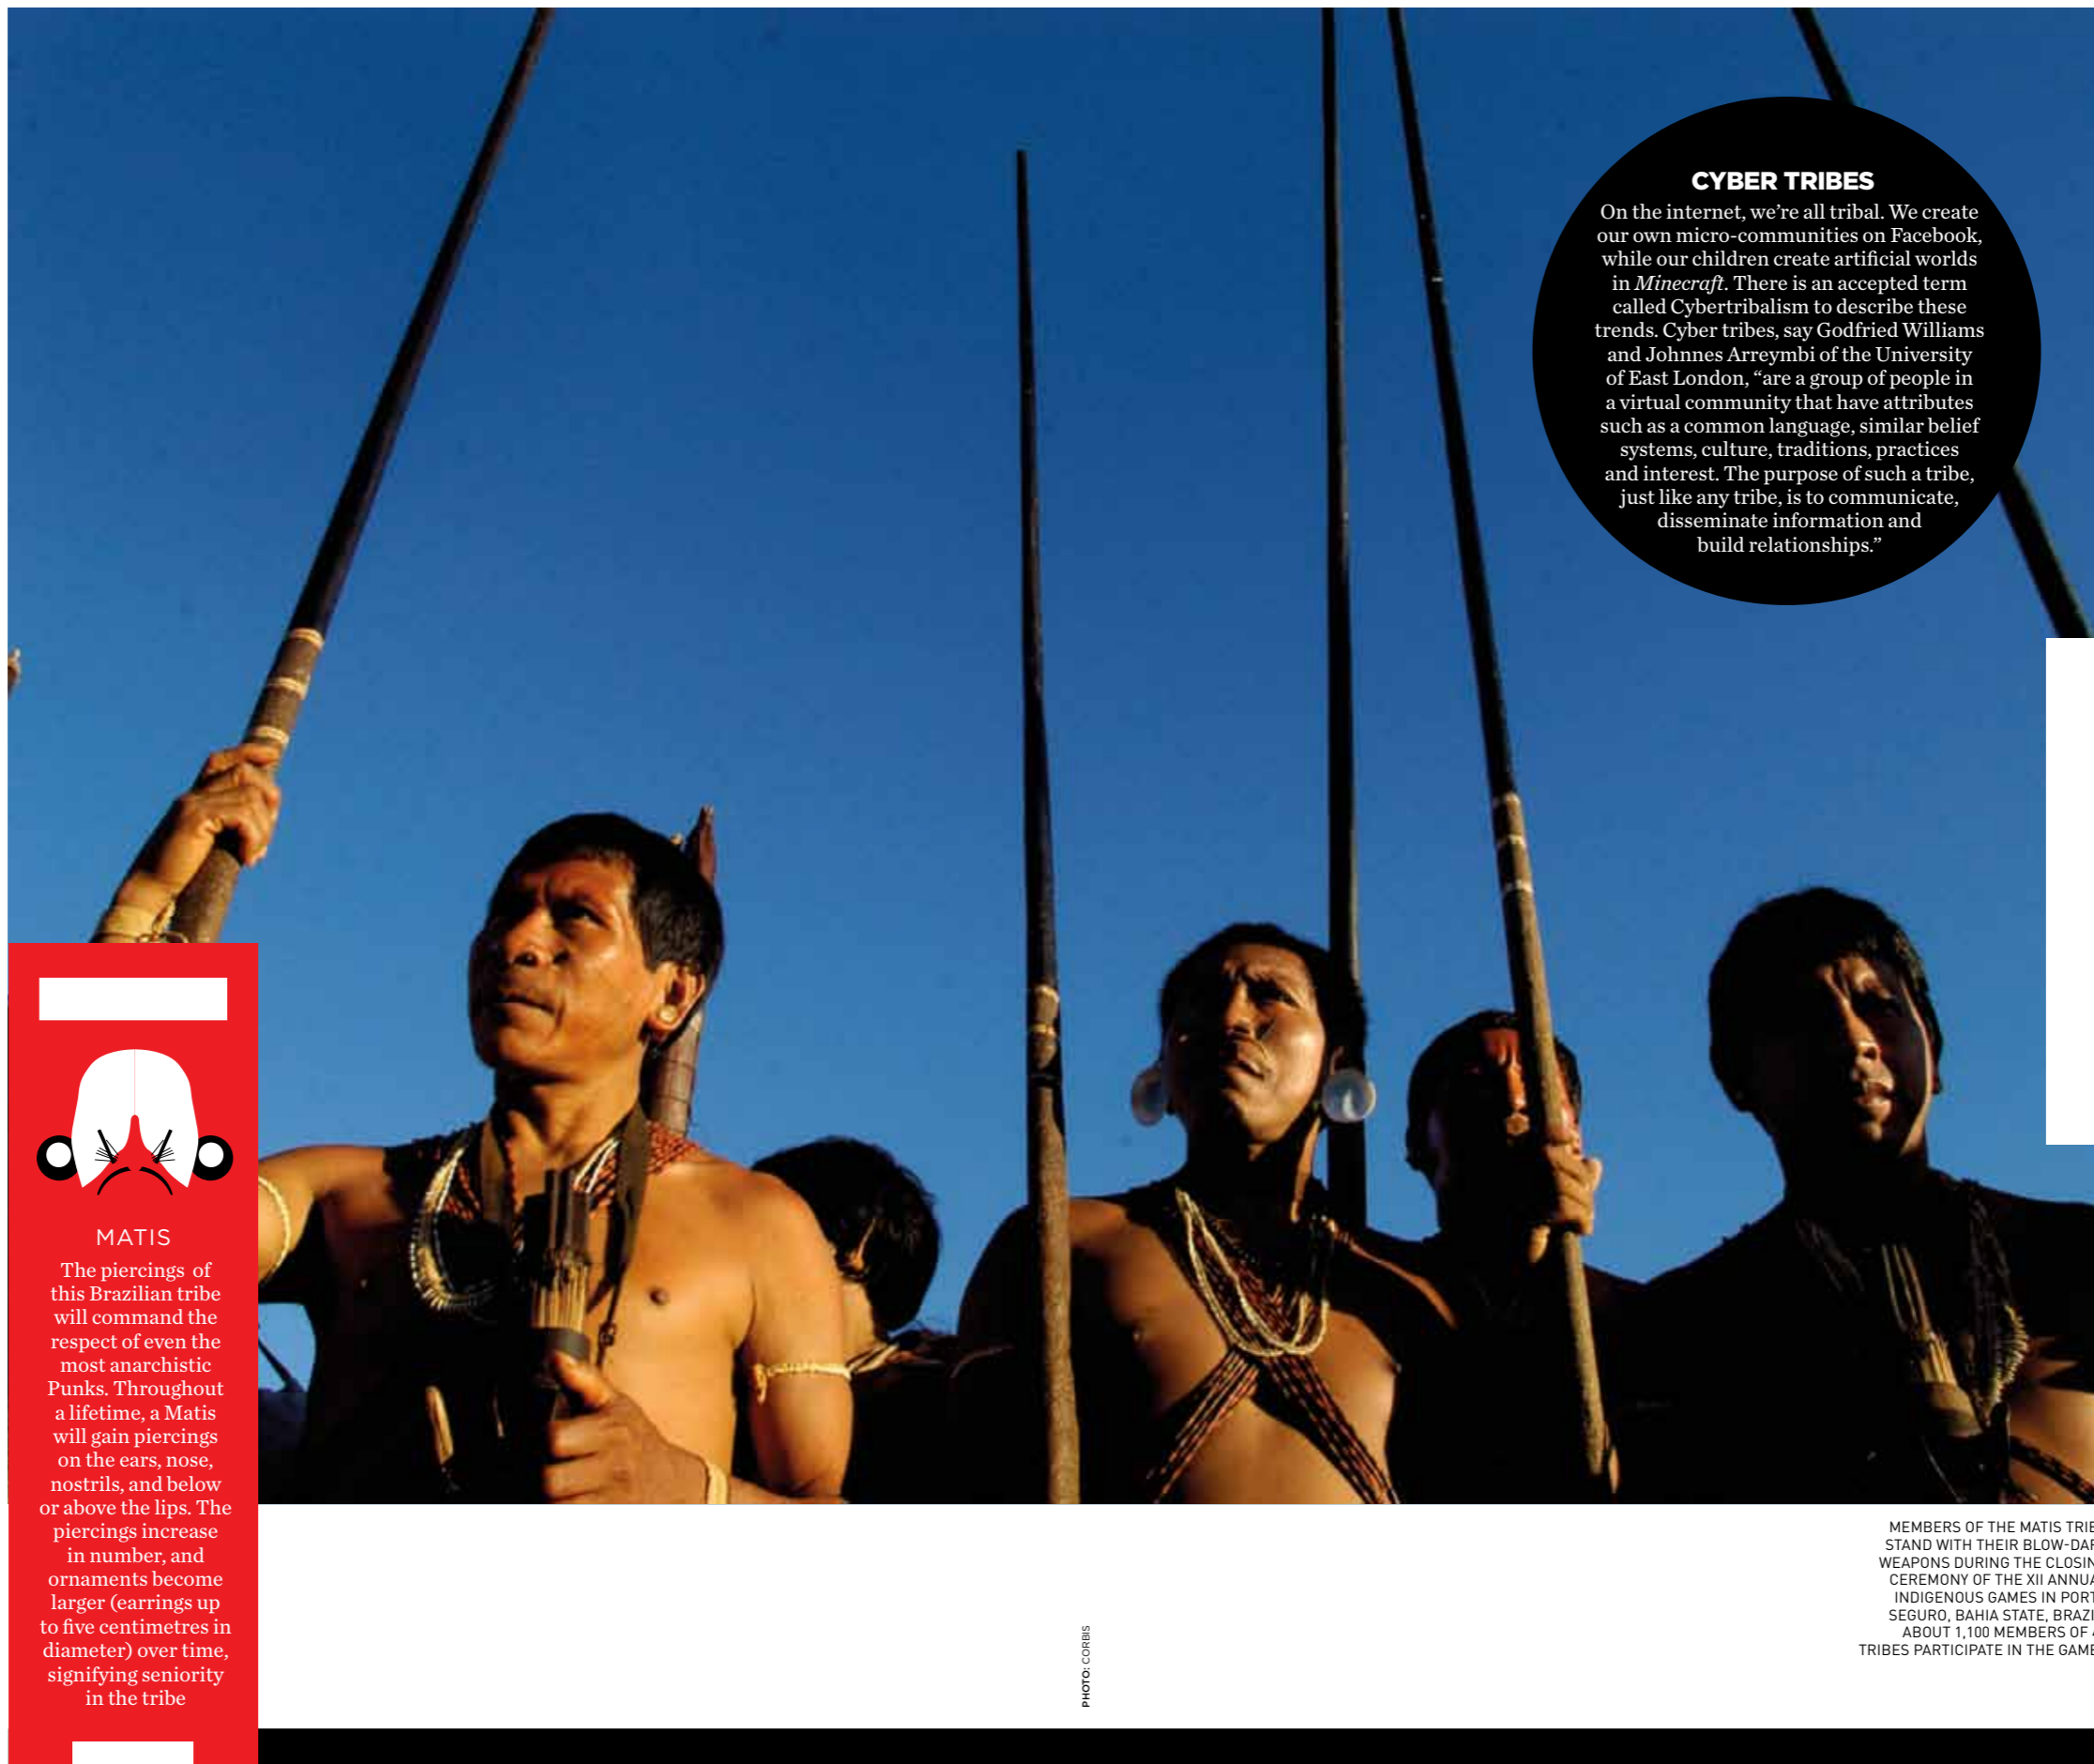 CYBER TRIBES
On the internet, we’re all tribal. We create
our own micro-communities on Facebook,
while our children create artificial worlds
in Minecraft. There is an accepted term
called Cybertribalism to describe these
trends. Cyber tribes, say Godfried Williams
and Johnnes Arreymbi of the University
of East London, “are a group of people in
a virtual community that have attributes
such as a common language, similar belief
systems, culture, traditions, practices
and interest. The purpose of such a tribe,
just like any tribe, is to communicate,
disseminate information and
build relationships.”
MATIS
The piercings of
this Brazilian tribe
will command the
respect of even the
most anarchistic
Punks. Throughout
a lifetime, a Matis
will gain piercings
on the ears, nose,
nostrils, and below
or above the lips. The
piercings increase
in number, and
ornaments become
larger (earrings up
to five centimetres in
diameter) over time,
signifying seniority
in the tribe
PHOTO: CORBIS
MEMBERS OF THE MATIS
STAND WITH THEIR
WEAPONS DURING THE
CEREMONY OF THE XII
INDIGENOUS GAMES IN
SEGURO, BAHIA STATE,
ABOUT 1,100 MEMBERS OF
TRIBES PARTICIPATE IN THE